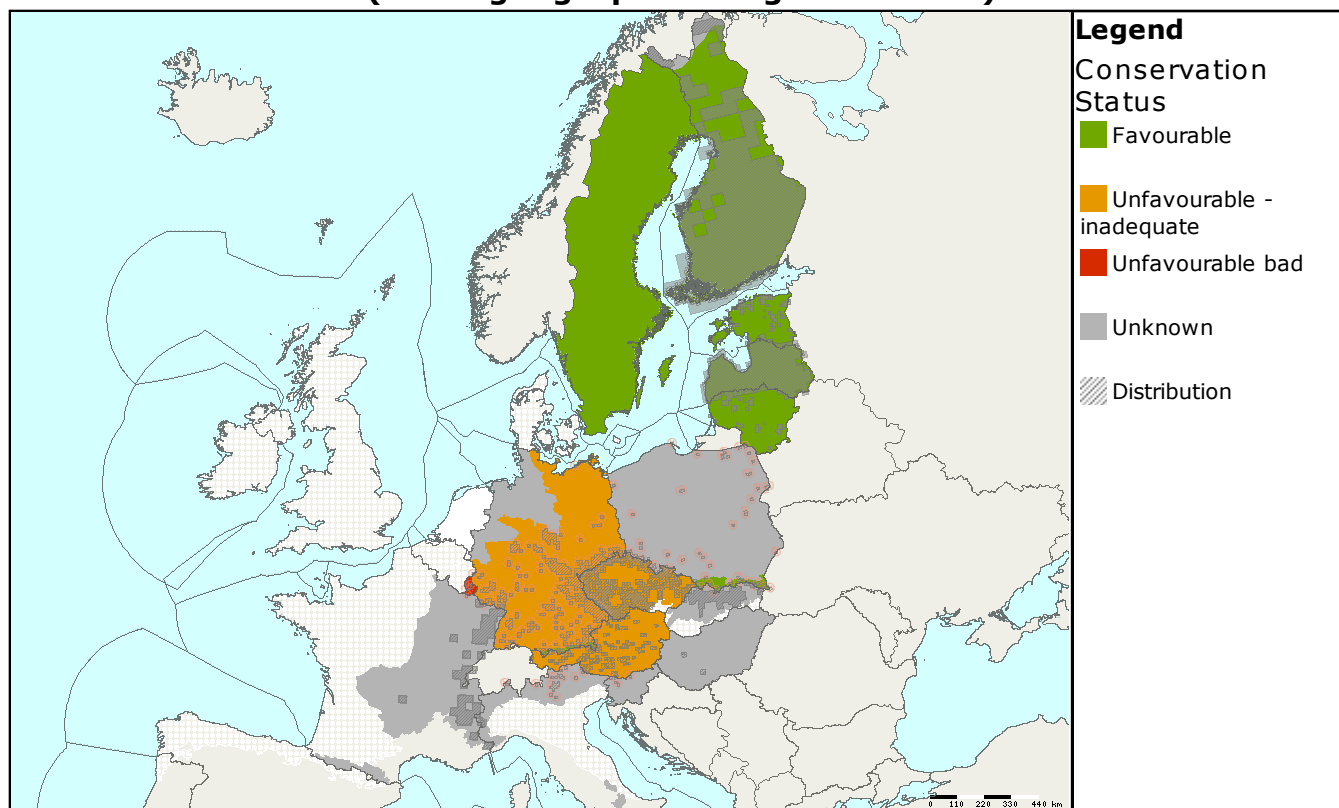 Legend
Conservation
Status
Favourable
Unfavourable -
inadequate
Unfavourable bad
Unknown
Distribution
0 110 220 330 440 km